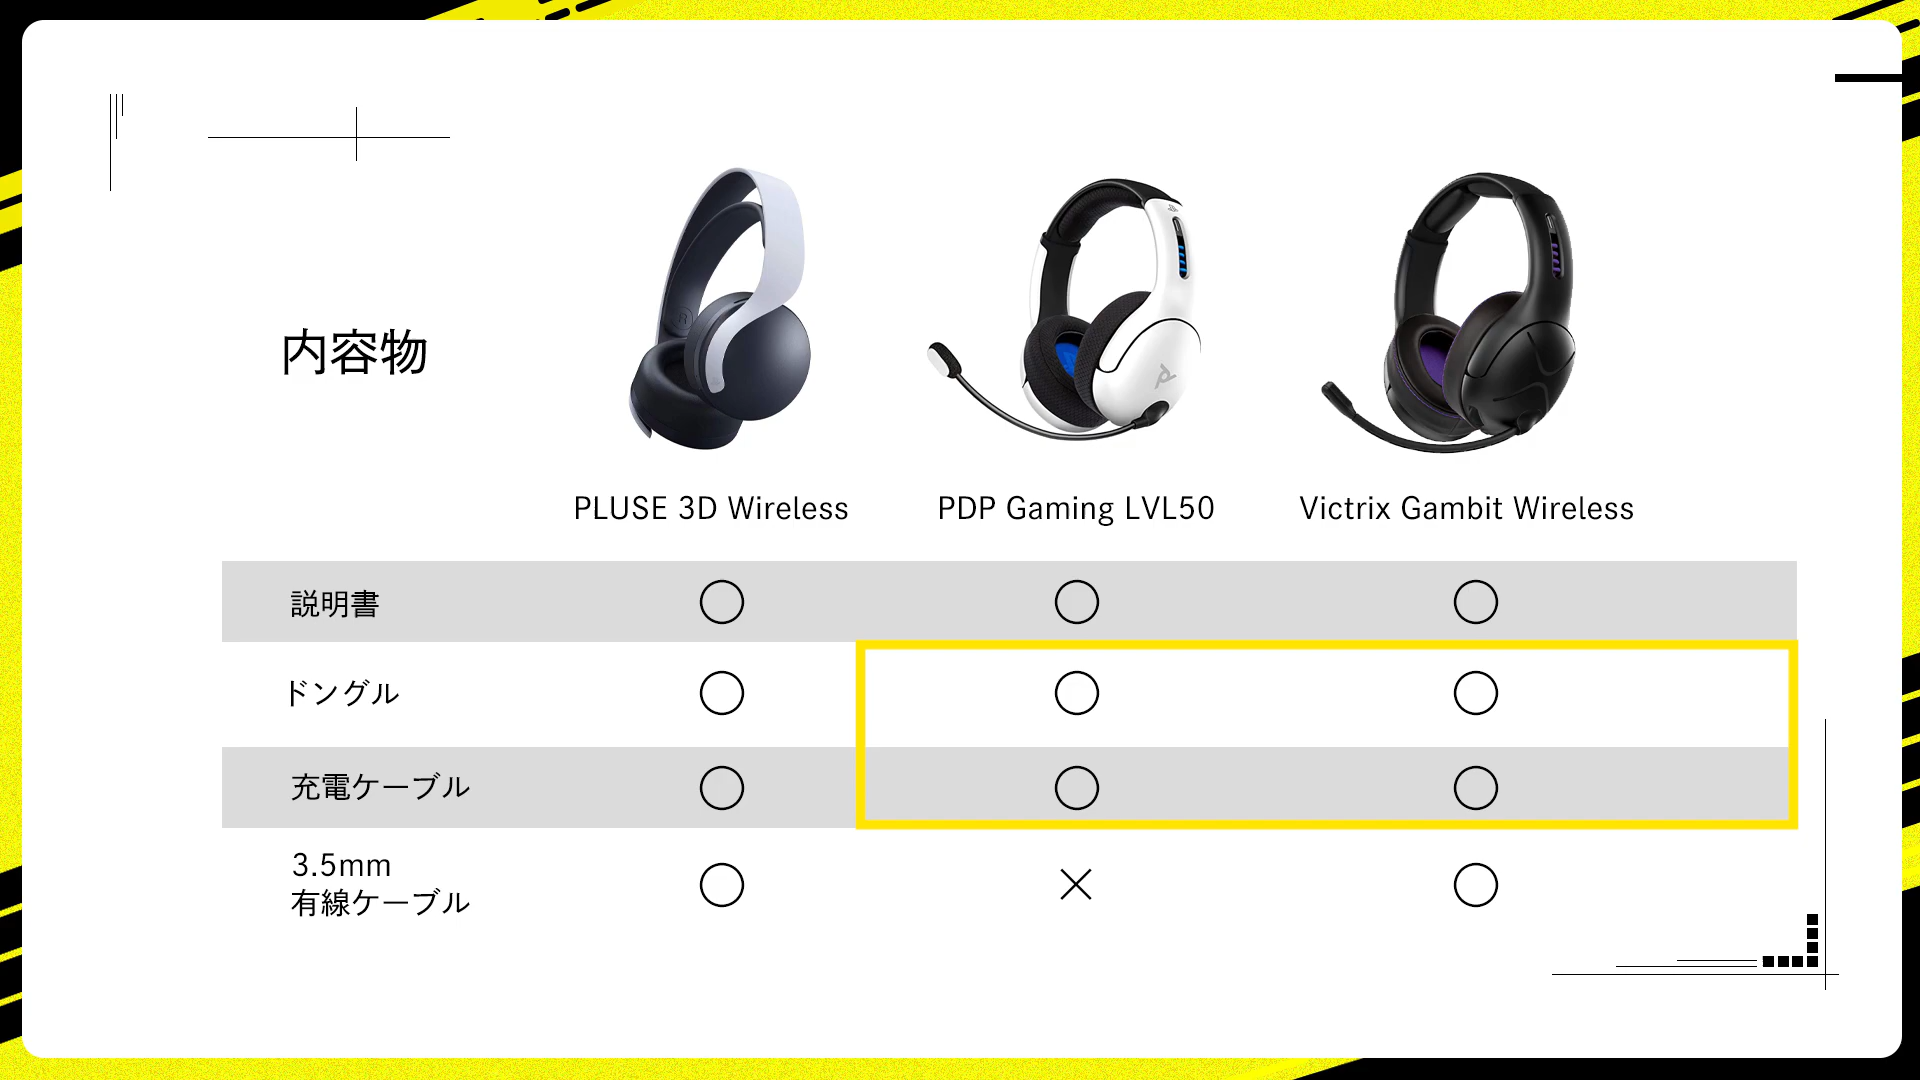 内容物
PLUSE 3D Wireless
PDP Gaming LVL50
Victrix Gambit Wireless
説明書 ○ ○ ○
ドングル ○ ○ ○
充電ケーブル ○ ○ ○
3.5mm
有線ケーブル ○ × ○